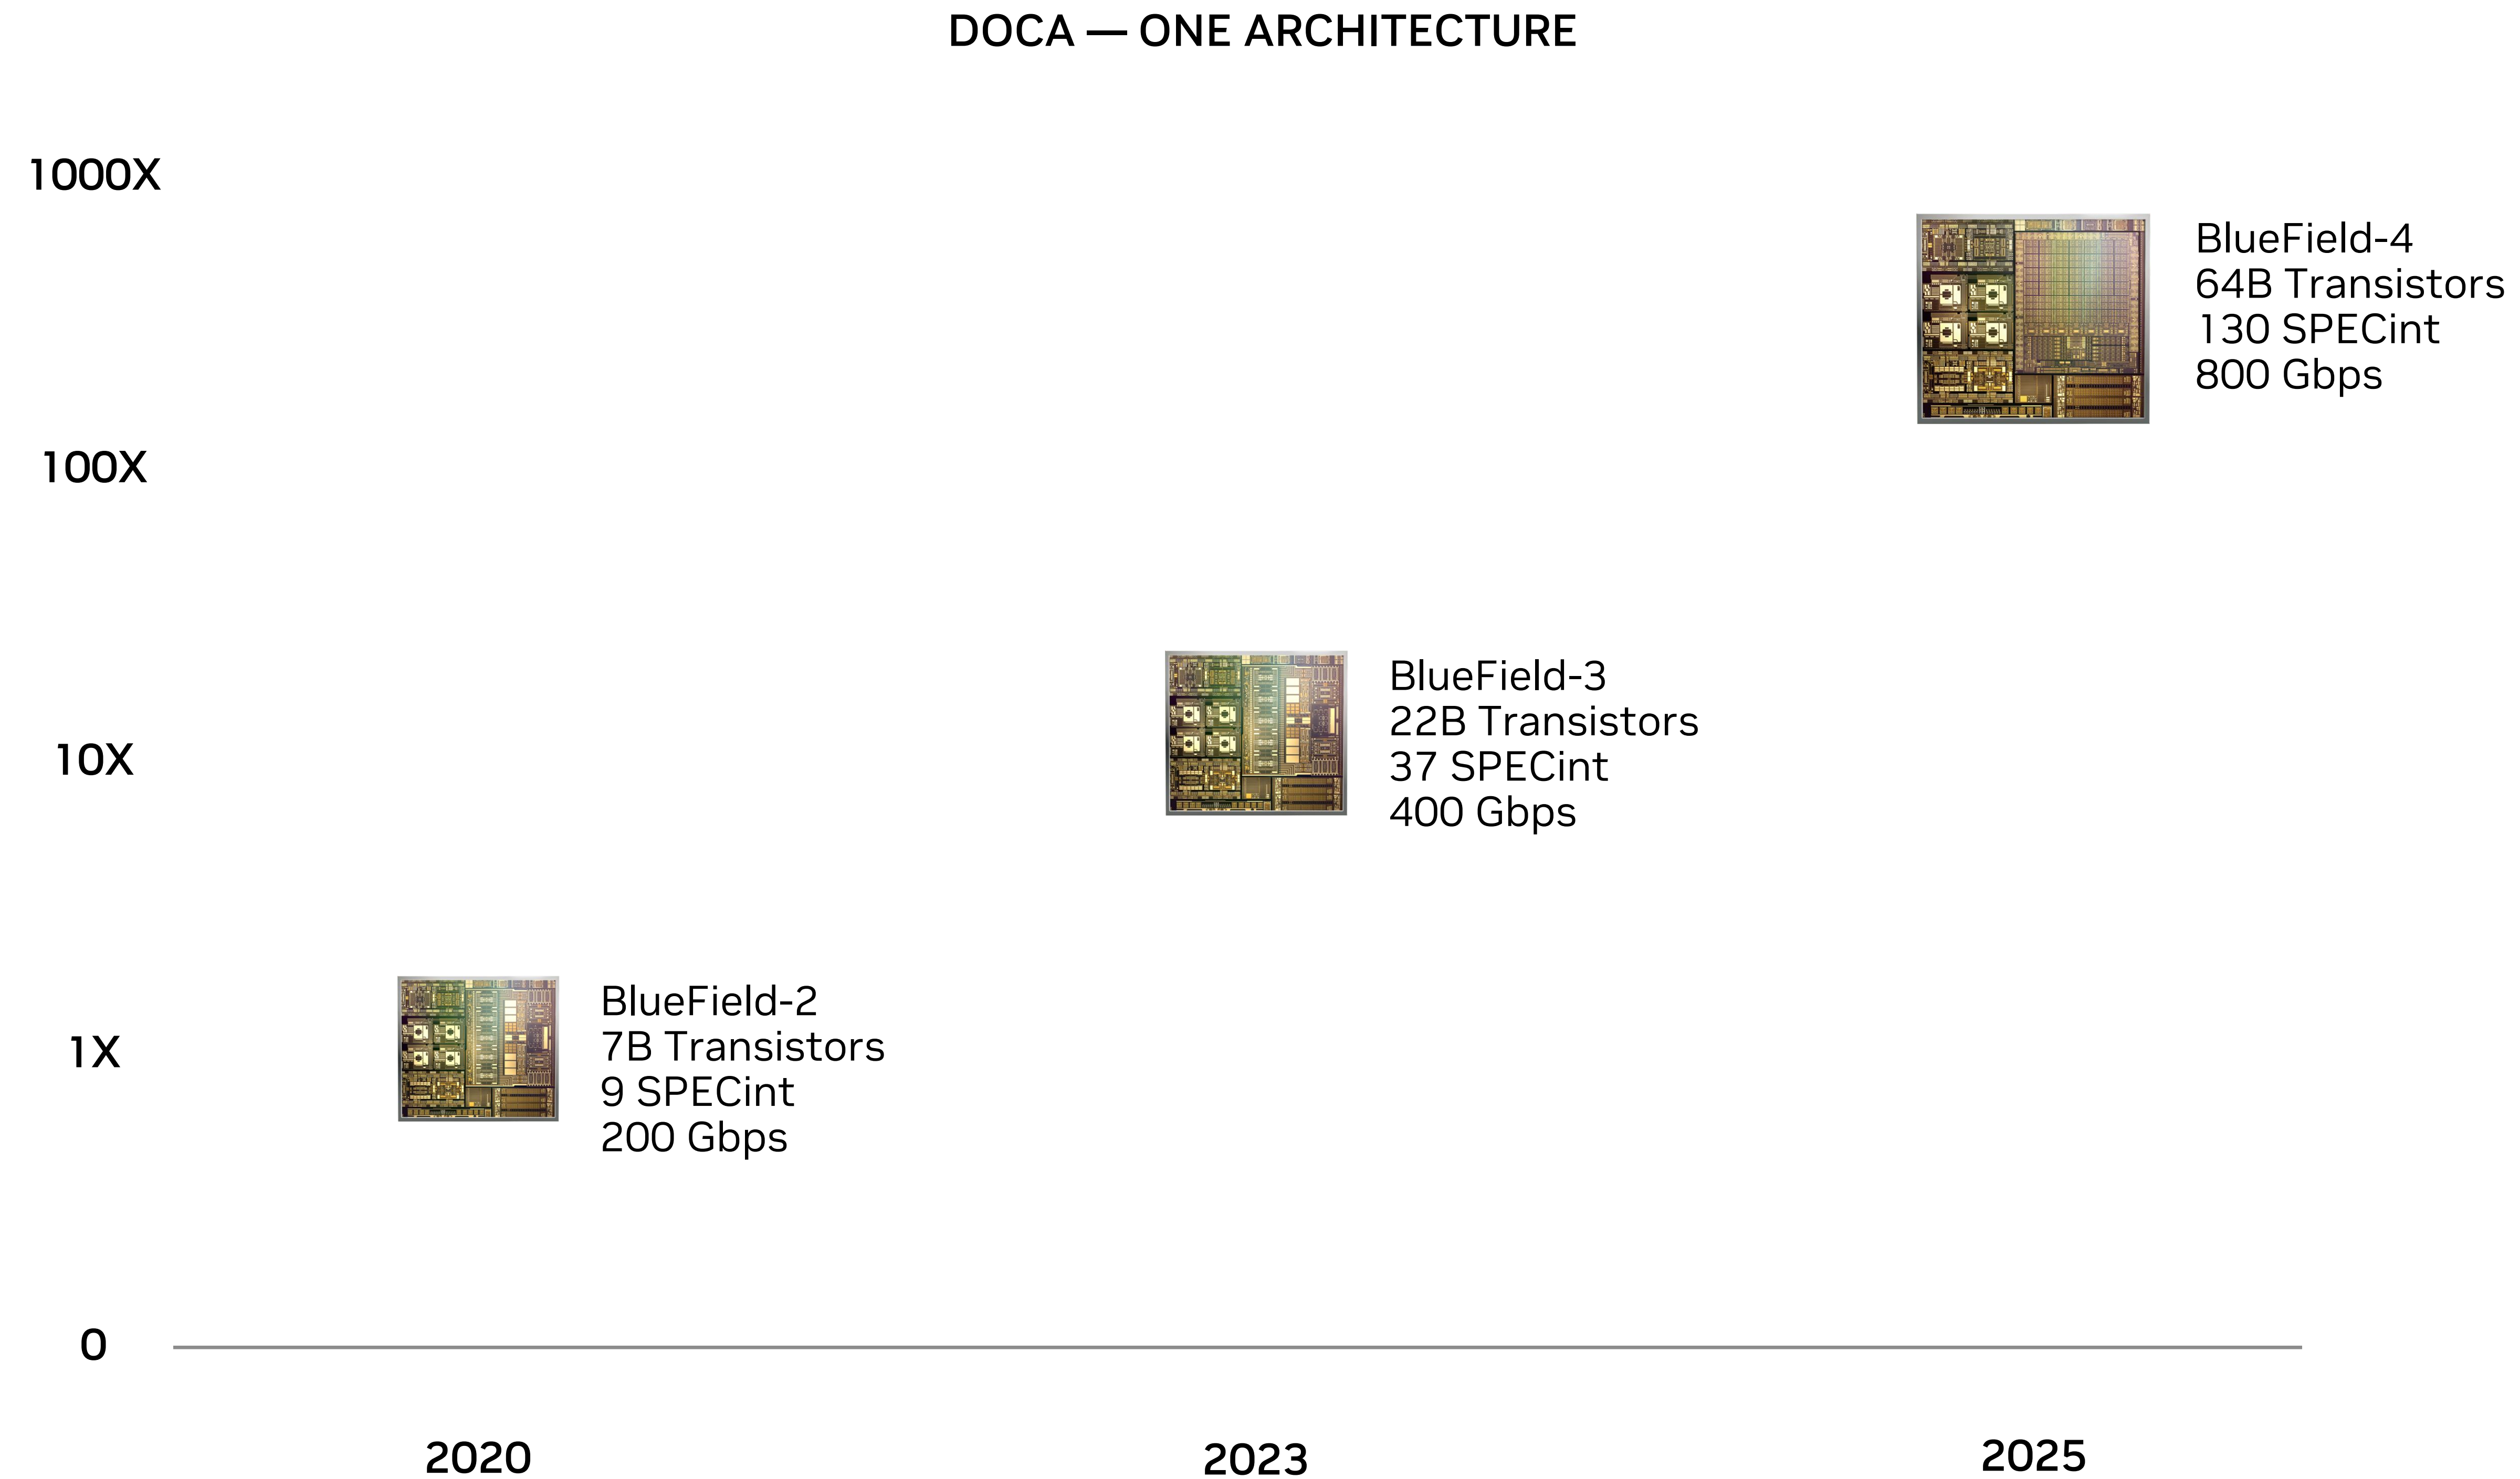 DOCA — ONE ARCHITECTURE
1000X
BlueField-4
64B Transistors
130 SPECint
800 Gbps
100X
BlueField-3
22B Transistors
37 SPECint
400 Gbps
10X
BlueField-2
7B Transistors
9 SPECint
200 Gbps
1X
0
2020
2023
2025